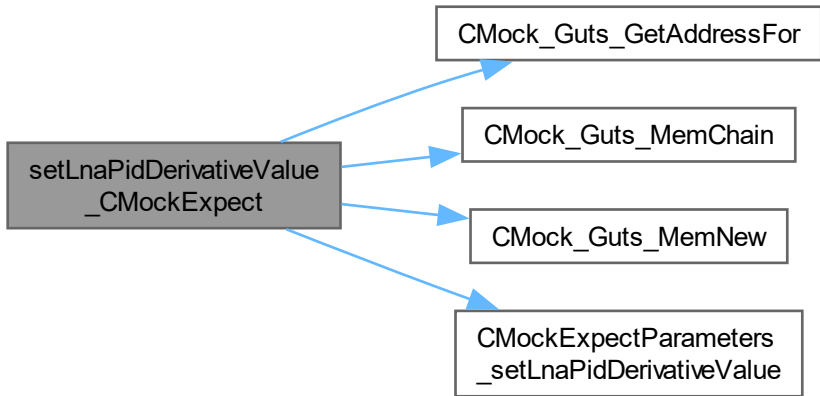 CMock_Guts_GetAddressFor
CMock_Guts_MemChain
setLnaPidDerivativeValue
_CMockExpect
CMock_Guts_MemNew
CMockExpectParameters
_setLnaPidDerivativeValue